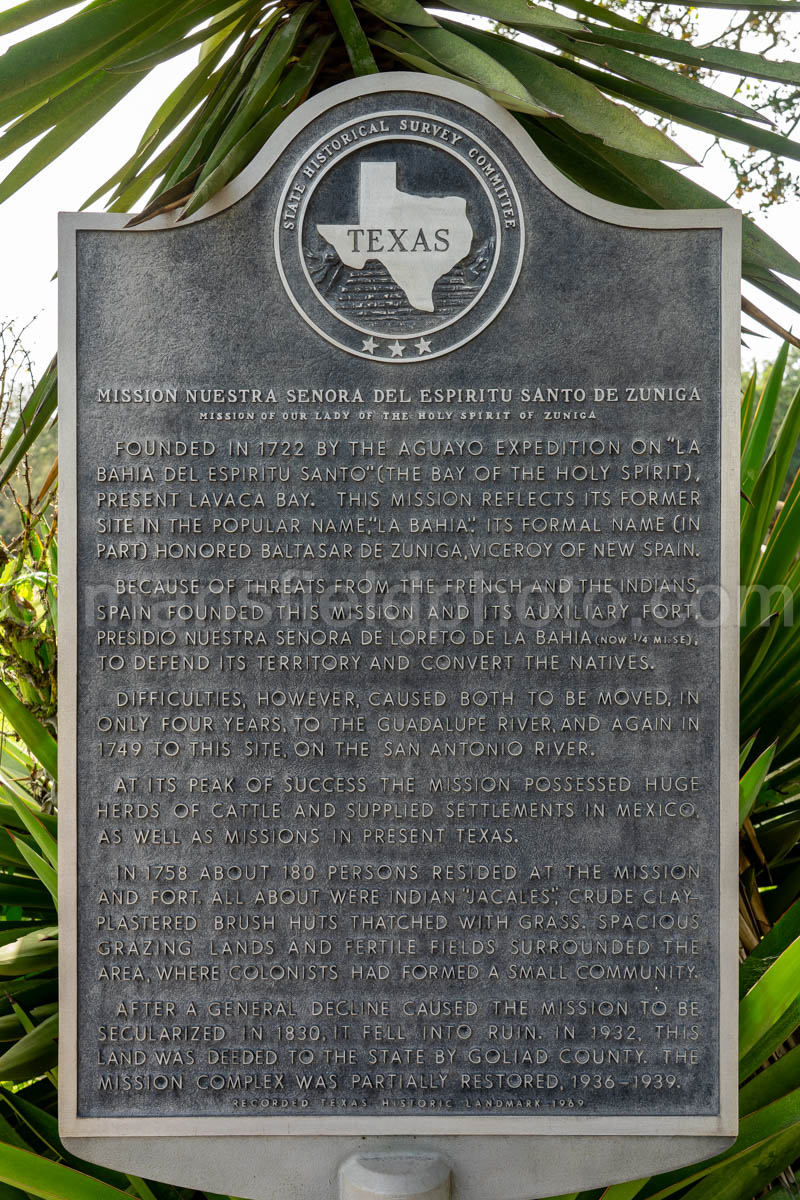 STATE HISTORICAL SURVEY COMMITTEE
TEXAS
MISSION NUESTRA SENORA DEL ESPIRITU SANTO DE ZUNIGA
MISSION OF OUR LADY OF THE HOLY SPIRIT OF ZUNIGA
FOUNDED IN 1722 BY THE AGUAYO EXPEDITION ON "LA
BAHIA DEL ESPIRITU SANTO" (THE BAY OF THE HOLY SPIRIT),
PRESENT LAVACA BAY. THIS MISSION REFLECTS ITS FORMER
SITE IN THE POPULAR NAME, "LA BAHIA". ITS FORMAL NAME (IN
PART) HONORED BALTASAR DE ZUNIGA, VICEROY OF NEW SPAIN.
BECAUSE OF THREATS FROM THE FRENCH AND THE INDIANS,
SPAIN FOUNDED THIS MISSION AND ITS AUXILIARY FORT,
PRESIDIO NUESTRA SENORA DE LORETO DE LA BAHIA (NOW 1/4 MI. SE),
TO DEFEND ITS TERRITORY AND CONVERT THE NATIVES.
DIFFICULTIES, HOWEVER, CAUSED BOTH TO BE MOVED, IN
ONLY FOUR YEARS, TO THE GUADALUPE RIVER, AND AGAIN IN
1749 TO THIS SITE, ON THE SAN ANTONIO RIVER.
AT ITS PEAK OF SUCCESS THE MISSION POSSESSED HUGE
HERDS OF CATTLE AND SUPPLIED SETTLEMENTS IN MEXICO,
AS WELL AS MISSIONS IN PRESENT TEXAS.
IN 1758 ABOUT 180 PERSONS RESIDED AT THE MISSION
AND FORT. ALL ABOUT WERE INDIAN "JACALES", CRUDE CLAY-
PLASTERED BRUSH HUTS THATCHED WITH GRASS. SPACIOUS
GRAZING LANDS AND FERTILE FIELDS SURROUNDED THE
AREA, WHERE COLONISTS HAD FORMED A SMALL COMMUNITY.
AFTER A GENERAL DECLINE CAUSED THE MISSION TO BE
SECULARIZED IN 1830, IT FELL INTO RUIN. IN 1932, THIS
LAND WAS DEEDED TO THE STATE BY GOLIAD COUNTY. THE
MISSION COMPLEX WAS PARTIALLY RESTORED, 1936-1939.
RECORDED TEXAS HISTORIC LANDMARK-1969
mansfieldphoto.com